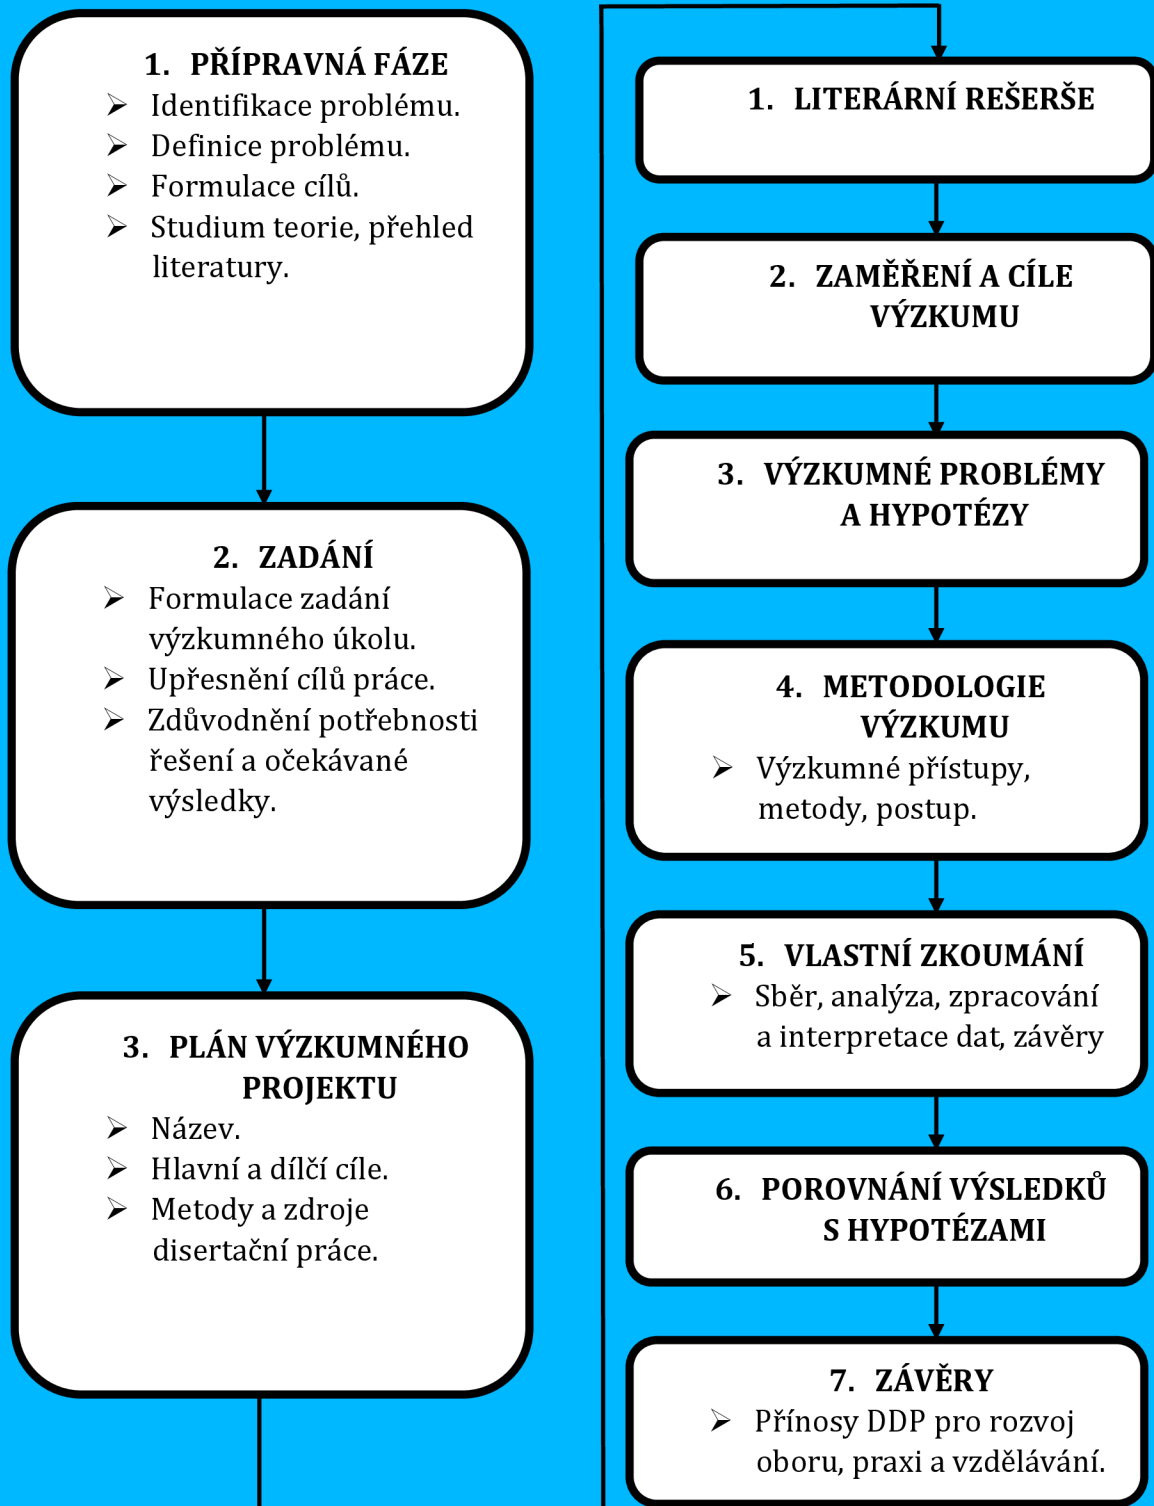 1. PŘÍPRAVNÁ FÁZE
➢ Identifikace problému.
➢ Definice problému.
➢ Formulace cílů.
➢ Studium teorie, přehled
literatury.
2. ZADÁNÍ
➢ Formulace zadání
výzkumného úkolu.
➢ Upřesnění cílů práce.
➢ Zdůvodnění potřebnosti
řešení a očekávané
výsledky.
3. PLÁN VÝZKUMNÉHO
PROJEKTU
➢ Název.
➢ Hlavní a dílčí cíle.
➢ Metody a zdroje
disertační práce.
1. LITERÁRNÍ REŠERŠE
2. ZAMĚŘENÍ A CÍLE
VÝZKUMU
3. VÝZKUMNÉ PROBLÉMY
A HYPOTÉZY
4. METODOLOGIE
VÝZKUMU
➢ Výzkumné přístupy,
metody, postup.
5. VLASTNÍ ZKOUMÁNÍ
➢ Sběr, analýza, zpracování
a interpretace dat, závěry
6. POROVNÁNÍ VÝSLEDKŮ
S HYPOTÉZAMI
7. ZÁVĚRY
➢ Přínosy DDP pro rozvoj
oboru, praxi a vzdělávání.